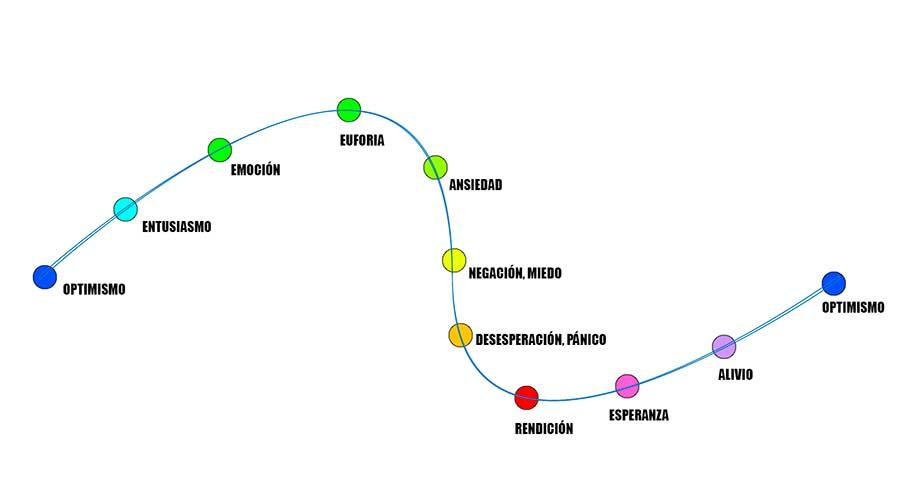 OPTIMISMO
ENTUSIASMO
EMOCIÓN
EUFORIA
ANSIEDAD
NEGACIÓN, MIEDO
DESESPERACIÓN, PÁNICO
RENDICIÓN
ESPERANZA
ALIVIO
OPTIMISMO